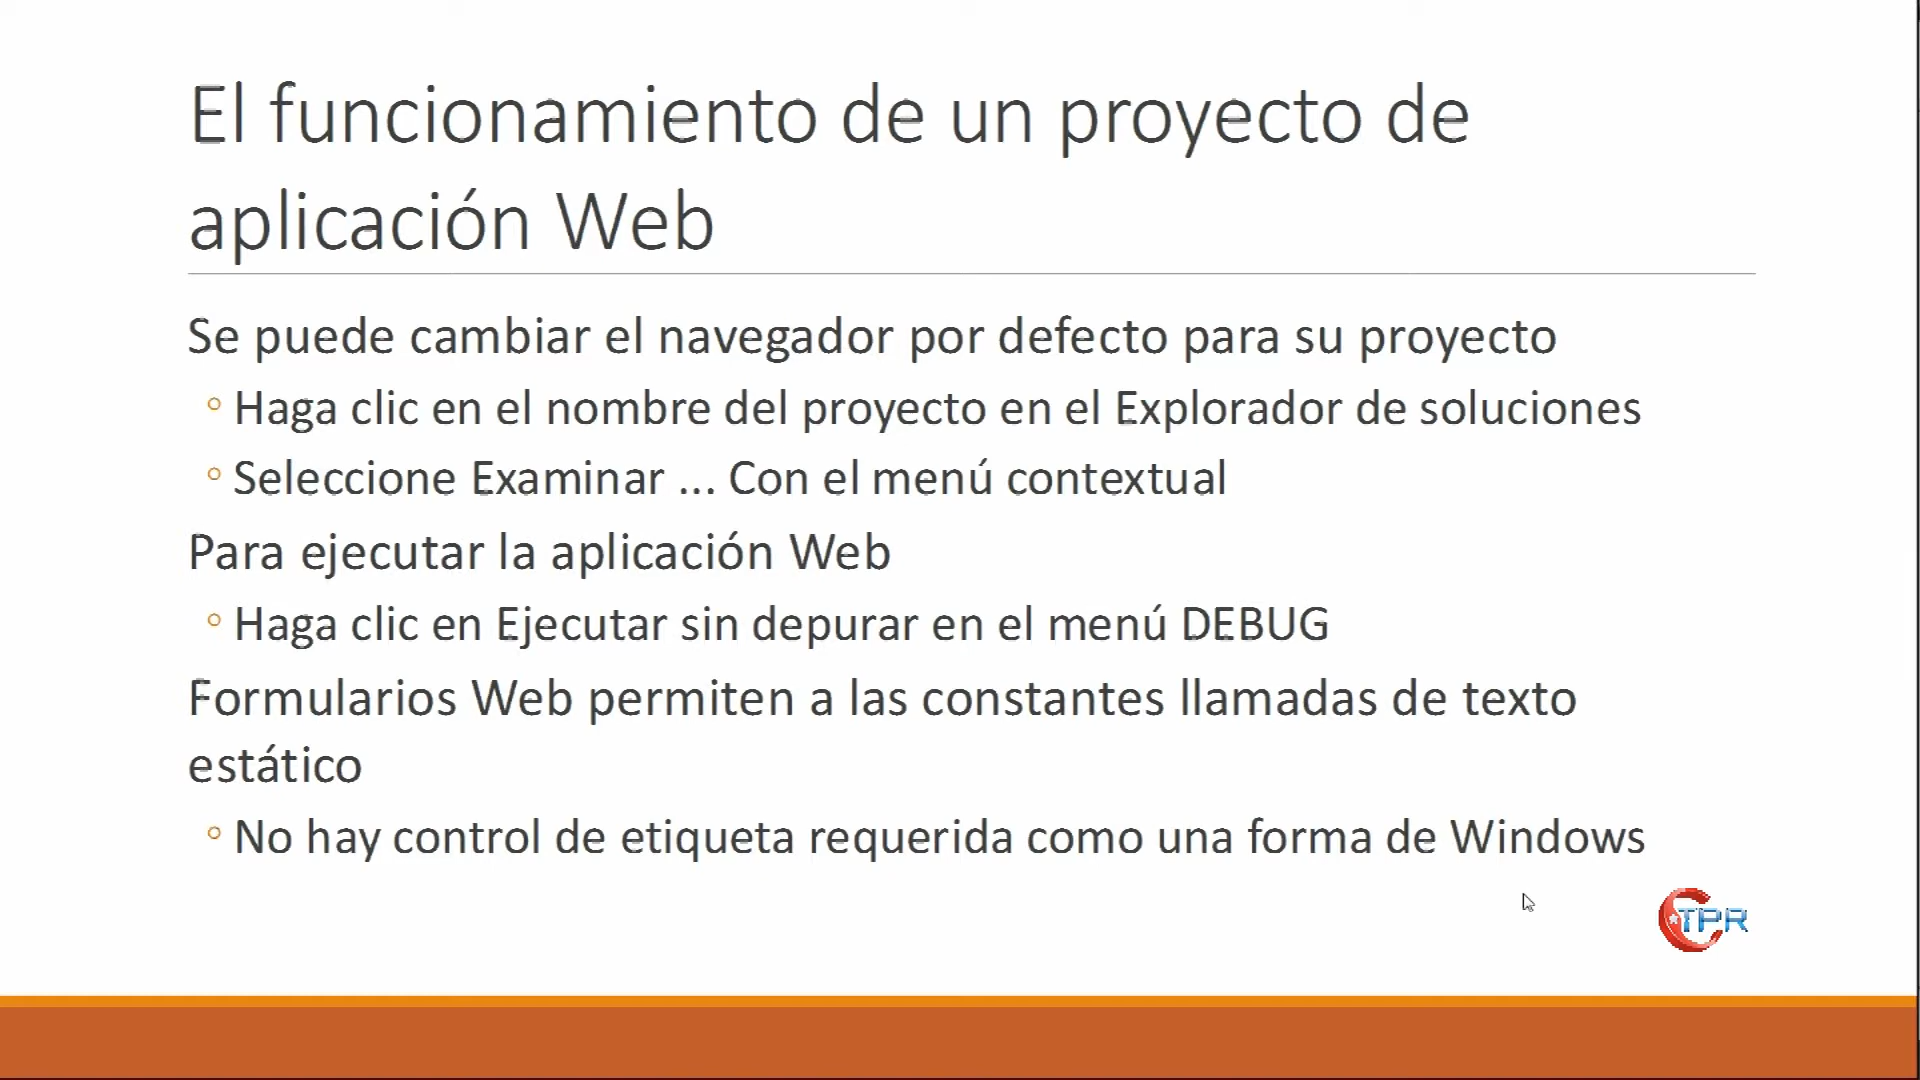 El funcionamiento de un proyecto de
aplicación Web
Se puede cambiar el navegador por defecto para su proyecto
Haga clic en el nombre del proyecto en el Explorador de soluciones
Seleccione Examinar ... Con el menú contextual
Para ejecutar la aplicación Web
Haga clic en Ejecutar sin depurar en el menú DEBUG
Formularios Web permiten a las constantes llamadas de texto
estático
No hay control de etiqueta requerida como una forma de Windows
CTPR